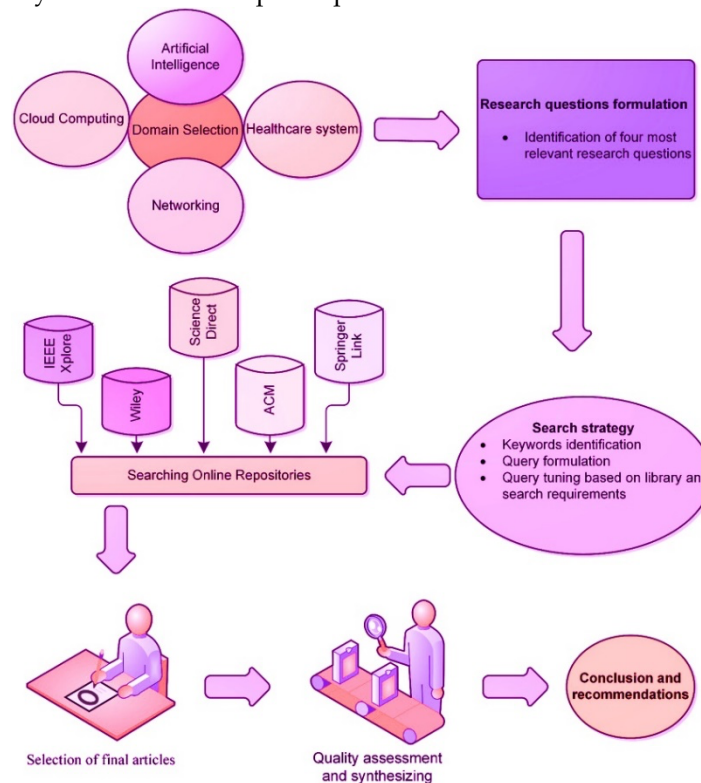 Artificial
Intelligence
Cloud Computing
Domain Selection
Healthcare system
Networking
Research questions formulation
• Identification of four most
relevant research questions
IEEE
Xplore
Wiley
Science
Direct
ACM
Springer
Link
Searching Online Repositories
Search strategy
• Keywords identification
• Query formulation
• Query tuning based on library an
search requirements
Selection of final articles
Quality assessment
and synthesizing
Conclusion and
recommendations